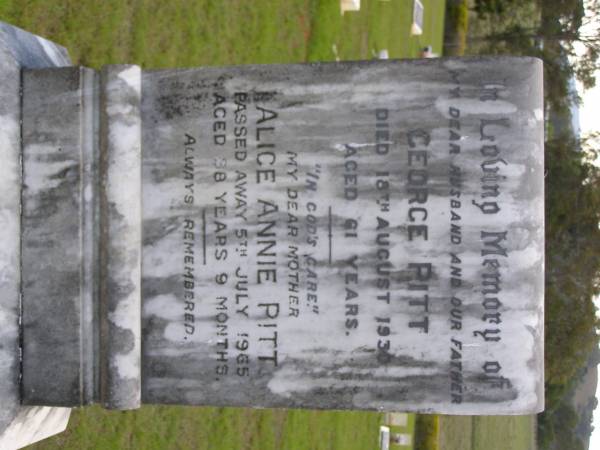 In Loving Memory of
MY DEAR HUSBAND AND OUR FATHER
GEORGE PITT
DIED 18TH AUGUST
AGED 61 YEARS.
"IN GOD'S CARE."
MY DEAR MOTHER
ALICE ANNIE PITT
PASSED AWAY 5TH JULY 1965
AGED 88 YEARS 9 MONTHS.
ALWAYS REMEMBERED.